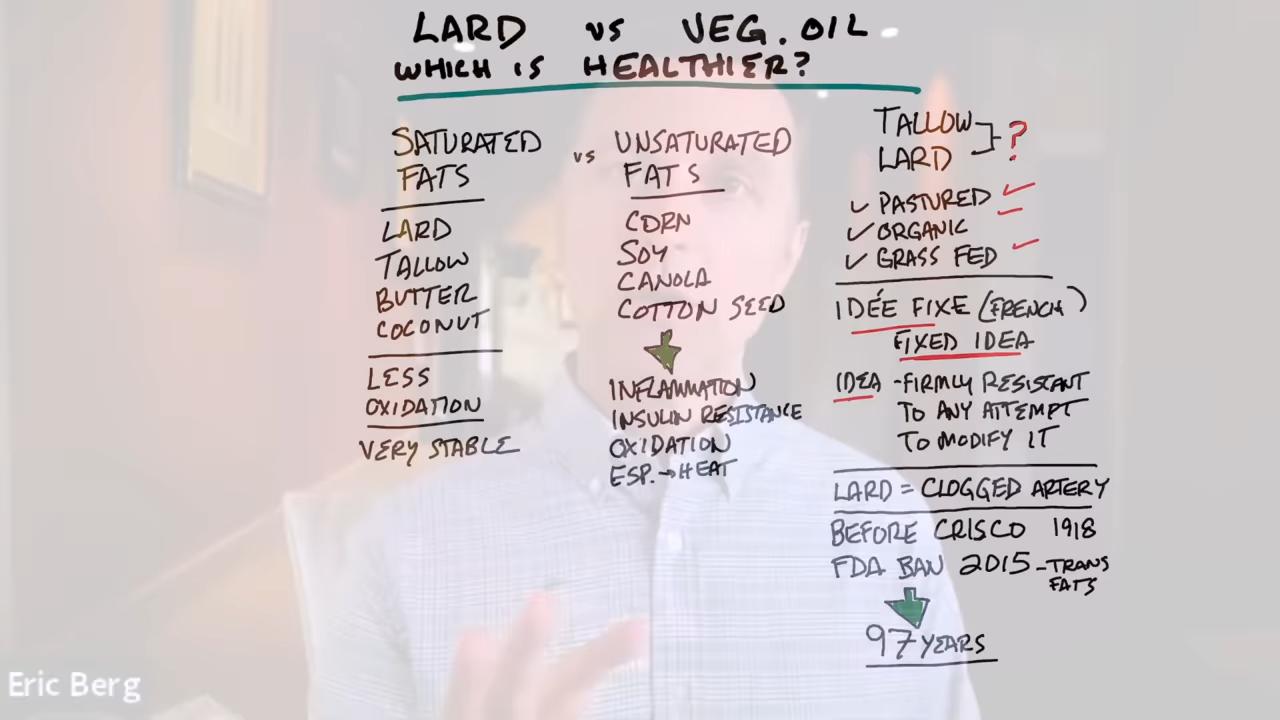 LARD vs VEG. OIL
WHICH IS HEALTHIER?
SATURATED
FATS
LARD
TALLOW
BUTTER
COCONUT
LESS
OXIDATION
VERY STABLE
vs
UNSATURATED
FATS
CORN
SOY
CANOLA
COTTON SEED
INFLAMMATION
INSULIN RESISTANCE
OXIDATION
ESP. → HEAT
TALLOW
LARD
?
✓ PASTURED ✓
✓ ORGANIC –
✓ GRASS FED ✓
IDÉE FIXE (FRENCH)
FIXED IDEA
IDEA - FIRMLY RESISTANT
TO ANY ATTEMPT
TO MODIFY IT
LARD = CLOGGED ARTERY
BEFORE CRISCO 1918
FDA BAN 2015 - TRANS
FATS
97 YEARS
Eric Berg